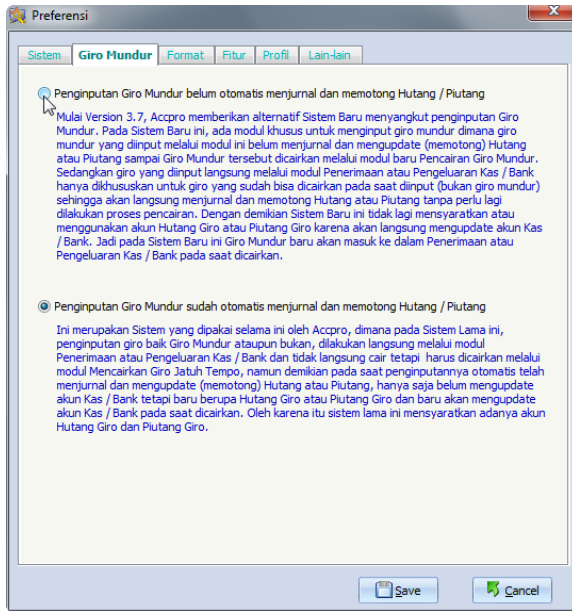 Preferensi
Sistem Giro Mundur Format Fitur Profil Lain-lain
Penginputan Giro Mundur belum otomatis menjurnal dan memotong Hutang / Piutang
Mulai Version 3.7, Accpro memberikan alternatif Sistem Baru menyangkut penginputan Giro
Mundur. Pada Sistem Baru ini, ada modul khusus untuk menginput giro mundur dimana giro
mundur yang diinput melalui modul ini belum menjurnal dan mengupdate (memotong) Hutang
atau Piutang sampai Giro Mundur tersebut dicairkan melalui modul baru Pencairan Giro Mundur.
Sedangkan giro yang diinput langsung melalui modul Penerimaan atau Pengeluaran Kas / Bank
hanya dikhususkan untuk giro yang sudah bisa dicairkan pada saat diinput (bukan giro mundur)
sehingga akan langsung menjurnal dan memotong Hutang atau Piutang tanpa perlu lagi
dilakukan proses pencairan. Dengan demikian Sistem Baru ini tidak lagi mensyaratkan atau
menggunakan akun Hutang Giro atau Piutang Giro karena akan langsung mengupdate akun Kas
/ Bank. Jadi pada Sistem Baru ini Giro Mundur baru akan masuk ke dalam Penerimaan atau
Pengeluaran Kas / Bank pada saat dicairkan.
Penginputan Giro Mundur sudah otomatis menjurnal dan memotong Hutang / Piutang
Ini merupakan Sistem yang dipakai selama ini oleh Accpro, dimana pada Sistem Lama ini,
penginputan giro baik Giro Mundur ataupun bukan, dilakukan langsung melalui modul
Penerimaan atau Pengeluaran Kas / Bank dan tidak langsung cair tetapi harus dicairkan melalui
modul Mencairkan Giro Jatuh Tempo, namun demikian pada saat penginputannya otomatis telah
menjurnal dan mengupdate (memotong) Hutang atau Piutang, hanya saja belum mengupdate
akun Kas / Bank tetapi baru berupa Hutang Giro atau Piutang Giro dan baru akan mengupdate
akun Kas / Bank pada saat dicairkan. Oleh karena itu sistem lama ini mensyaratkan adanya akun
Hutang Giro dan Piutang Giro.
Save Cancel